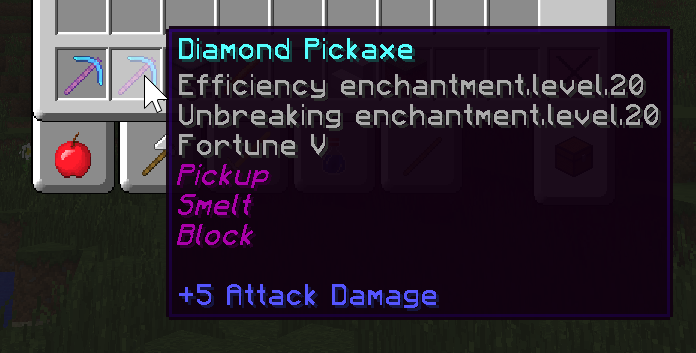 Diamond Pickaxe
Efficiency enchantment.level.20
Unbreaking enchantment.level.20
Fortune V
Pickup
Smelt
Block
+5 Attack Damage